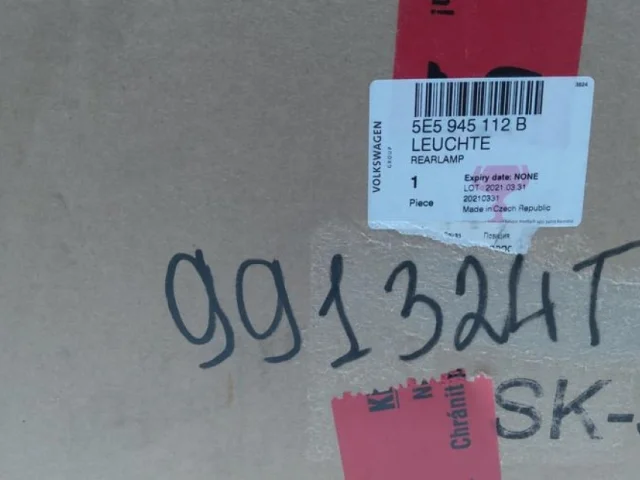 3924
VOLKSWAGEN
GROUP
5E5 945 112 B
LEUCHTE
REARLAMP
1
Piece
Expiry date: NONE
LOT: 2021.03.31
20210331
Made in Czech Republic
991324T
Chránit
SK-